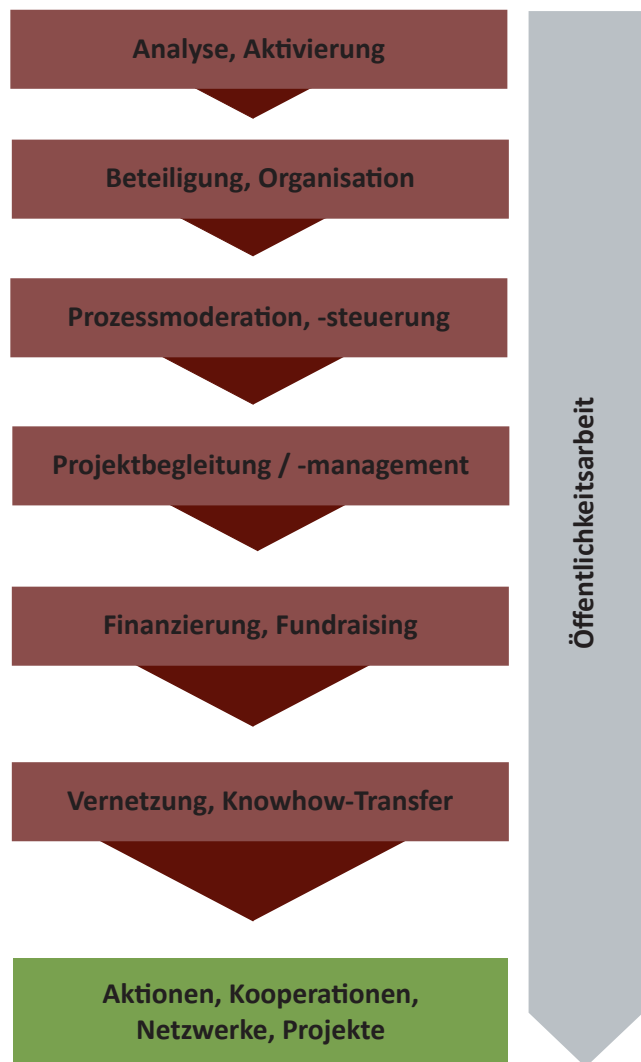 Analyse, Aktivierung
Beteiligung, Organisation
Prozessmoderation, -steuerung
Projektbegleitung / -management
Finanzierung, Fundraising
Vernetzung, Knowhow-Transfer
Aktionen, Kooperationen,
Netzwerke, Projekte
Öffentlichkeitsarbeit